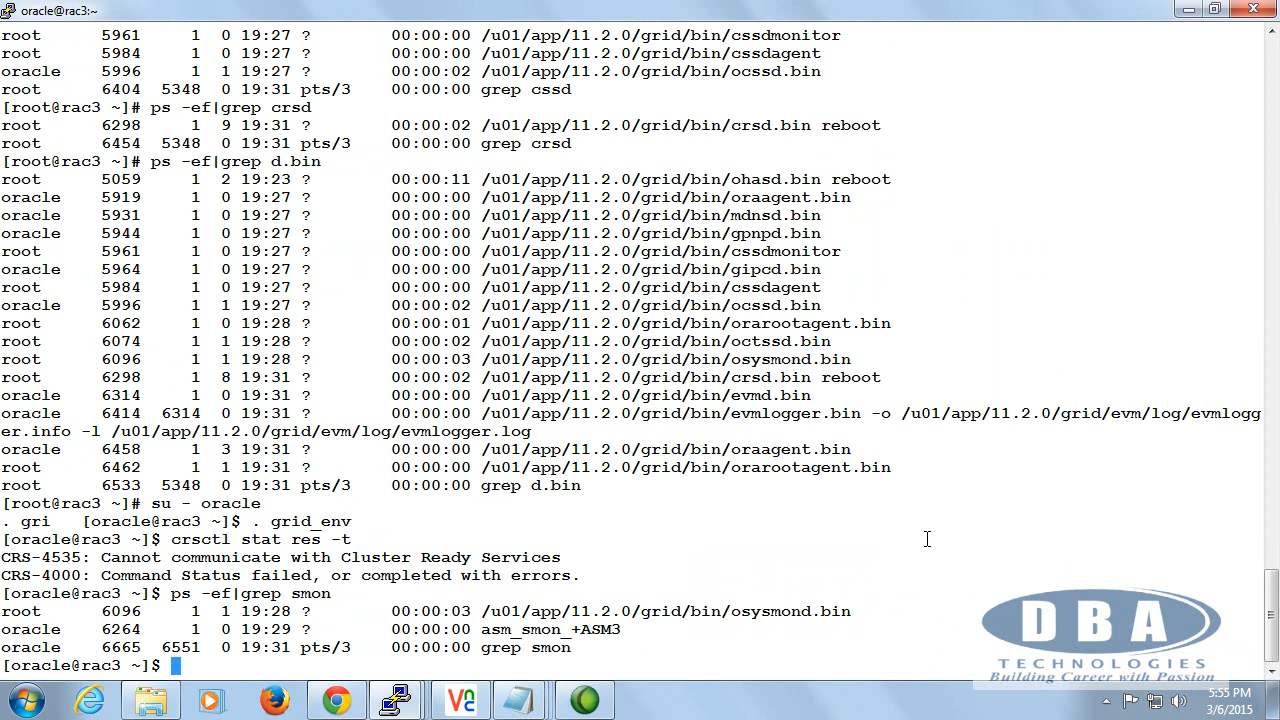 oracle@rac3:~
root      5961     1  0 19:27 ?        00:00:00 /u01/app/11.2.0/grid/bin/cssdmonitor
root      5984     1  0 19:27 ?        00:00:00 /u01/app/11.2.0/grid/bin/cssdagent
oracle    5996     1  1 19:27 ?        00:00:02 /u01/app/11.2.0/grid/bin/ocssd.bin
root      6404  5348  0 19:31 pts/3    00:00:00 grep cssd
[root@rac3 ~]# ps -ef|grep crsd
root      6298     1  9 19:31 ?        00:00:02 /u01/app/11.2.0/grid/bin/crsd.bin reboot
root      6454  5348  0 19:31 pts/3    00:00:00 grep crsd
[root@rac3 ~]# ps -ef|grep d.bin
root      5059     1  2 19:23 ?        00:00:11 /u01/app/11.2.0/grid/bin/ohasd.bin reboot
oracle    5919     1  0 19:27 ?        00:00:00 /u01/app/11.2.0/grid/bin/oraagent.bin
oracle    5931     1  0 19:27 ?        00:00:00 /u01/app/11.2.0/grid/bin/mdnsd.bin
oracle    5944     1  0 19:27 ?        00:00:00 /u01/app/11.2.0/grid/bin/gpnpd.bin
root      5961     1  0 19:27 ?        00:00:00 /u01/app/11.2.0/grid/bin/cssdmonitor
oracle    5964     1  0 19:27 ?        00:00:00 /u01/app/11.2.0/grid/bin/gipcd.bin
root      5984     1  0 19:27 ?        00:00:00 /u01/app/11.2.0/grid/bin/cssdagent
oracle    5996     1  1 19:27 ?        00:00:02 /u01/app/11.2.0/grid/bin/ocssd.bin
root      6062     1  0 19:28 ?        00:00:01 /u01/app/11.2.0/grid/bin/orarootagent.bin
root      6074     1  1 19:28 ?        00:00:02 /u01/app/11.2.0/grid/bin/octssd.bin
root      6096     1  1 19:28 ?        00:00:03 /u01/app/11.2.0/grid/bin/osysmond.bin
root      6298     1  8 19:31 ?        00:00:02 /u01/app/11.2.0/grid/bin/crsd.bin reboot
oracle    6314     1  0 19:31 ?        00:00:00 /u01/app/11.2.0/grid/bin/evmd.bin
oracle    6414  6314  0 19:31 ?        00:00:00 /u01/app/11.2.0/grid/bin/evmlogger.bin -o /u01/app/11.2.0/grid/evm/log/evmlogg
er.info -l /u01/app/11.2.0/grid/evm/log/evmlogger.log
oracle    6458     1  3 19:31 ?        00:00:00 /u01/app/11.2.0/grid/bin/oraagent.bin
root      6462     1  1 19:31 ?        00:00:00 /u01/app/11.2.0/grid/bin/orarootagent.bin
root      6533  5348  0 19:31 pts/3    00:00:00 grep d.bin
[root@rac3 ~]# su - oracle
. gri   [oracle@rac3 ~]$ . grid_env
[oracle@rac3 ~]$ crsctl stat res -t
CRS-4535: Cannot communicate with Cluster Ready Services
CRS-4000: Command Status failed, or completed with errors.
[oracle@rac3 ~]$ ps -ef|grep smon
root      6096     1  1 19:28 ?        00:00:03 /u01/app/11.2.0/grid/bin/osysmond.bin
oracle    6264     1  0 19:29 ?        00:00:00 asm_smon_+ASM3
oracle    6665  6551  0 19:31 pts/3    00:00:00 grep smon
[oracle@rac3 ~]$
DBA
TECHNOLOGIES
Building Career with Passion
5:55 PM
3/6/2015